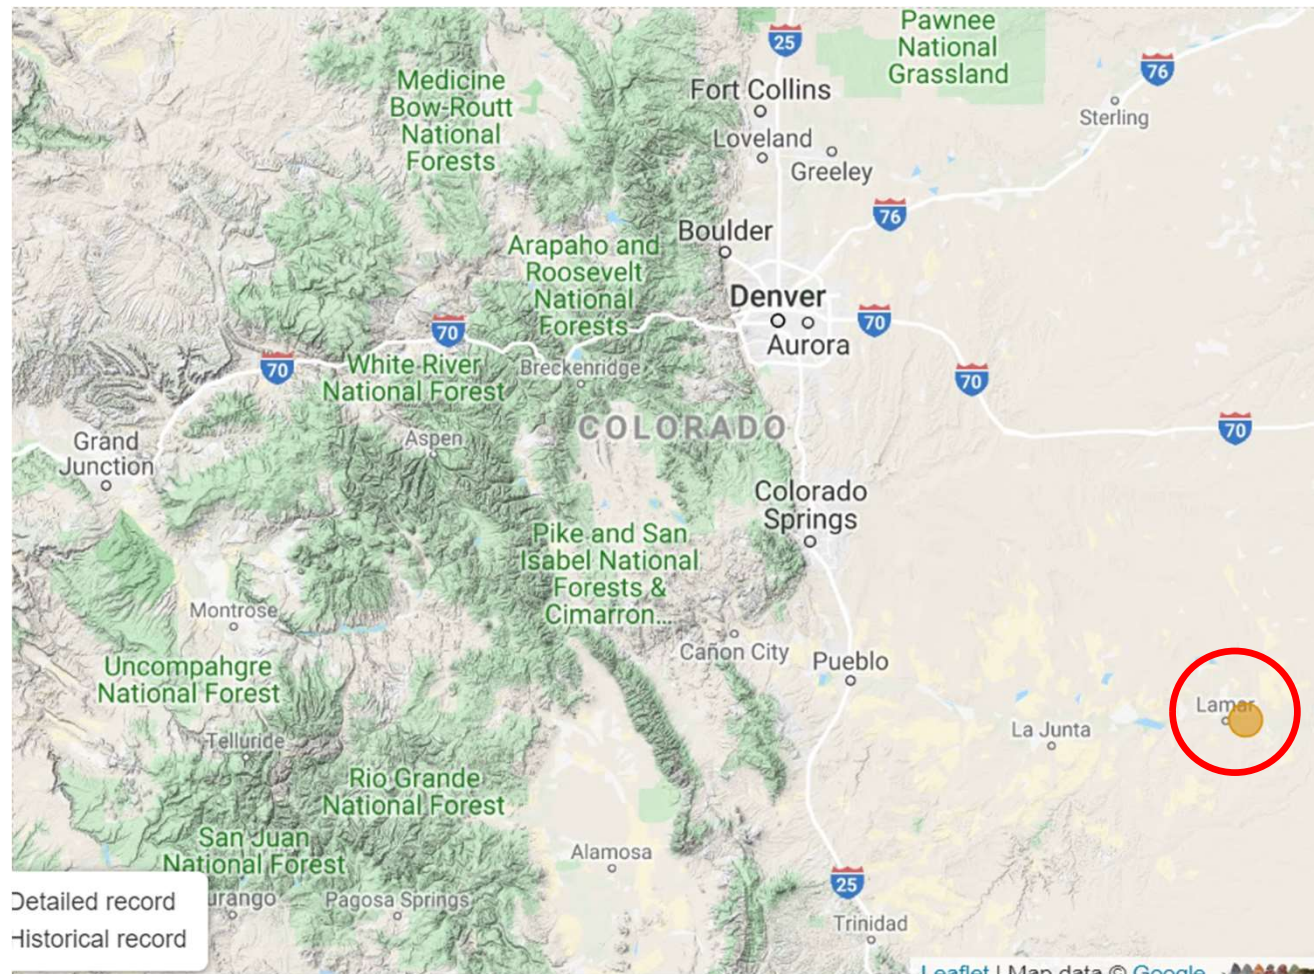 Pawnee
National
Grassland
25
76
Medicine
Bow-Routt
National
Forests
Fort Collins
Sterling
Loveland
Greeley
76
Boulder
Arapaho and
Roosevelt
National
Forests
Denver
Aurora
70
70
70
White River
National Forest
Breckenridge
70
70
COLORADO
Aspen
Grand
Junction
Colorado
Springs
Pike and San
Isabel National
Forests &
Cimarron...
Montrose
Cañon City
Pueblo
Uncompahgre
National Forest
Lamar
La Junta
Telluride
Rio Grande
National Forest
San Juan
National Forest
Alamosa
25
urango
Pagosa Springs
Trinidad
Detailed record
Historical record
Leaflet | Map data © Google